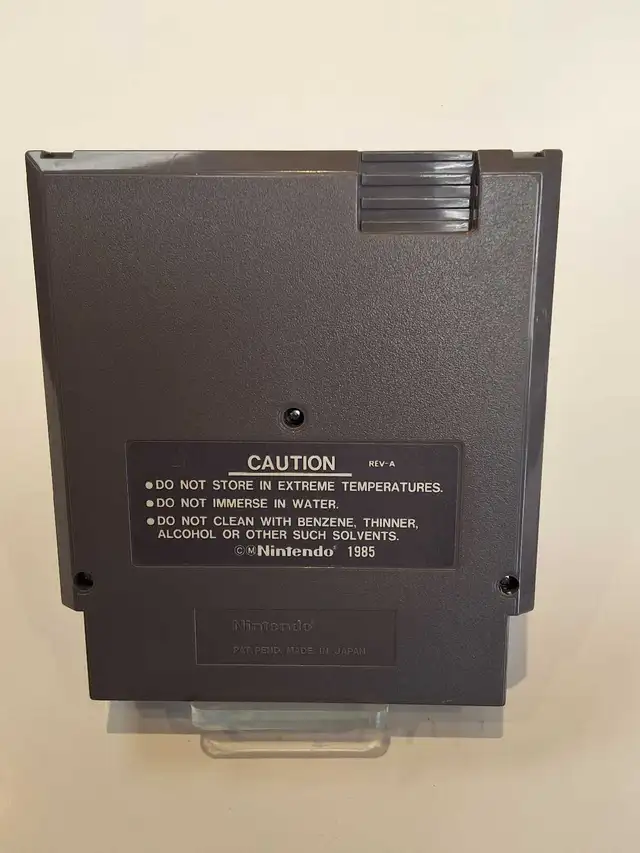 CAUTION REV-A
•DO NOT STORE IN EXTREME TEMPERATURES.
•DO NOT IMMERSE IN WATER.
•DO NOT CLEAN WITH BENZENE, THINNER,
ALCOHOL OR OTHER SUCH SOLVENTS.
©ⓂNintendo® 1985
Nintendo®
PAT. PEND. MADE IN JAPAN